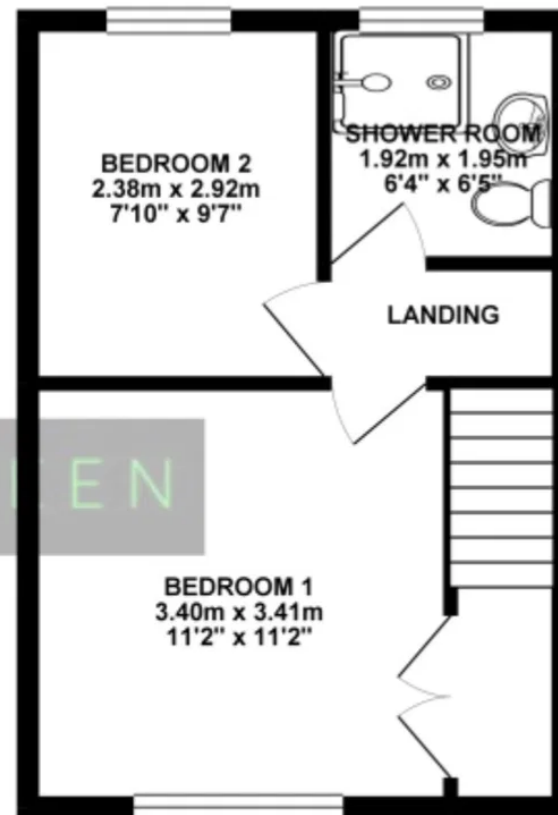 SHOWER ROOM
1.92m x 1.95m
6'4" x 6'5"
BEDROOM 2
2.38m x 2.92m
7'10" x 9'7"
LANDING
EEN
BEDROOM 1
3.40m x 3.41m
11'2" x 11'2"